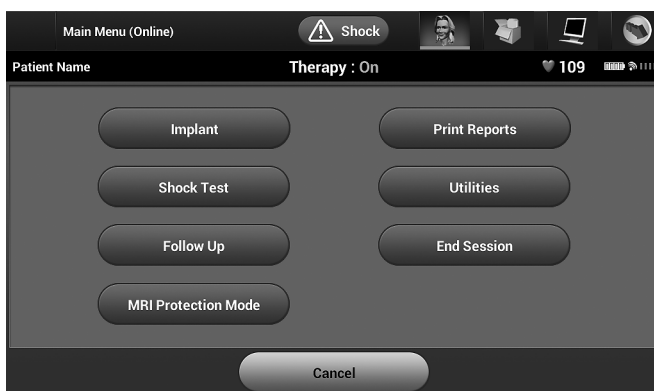 Main Menu (Online) Shock
Patient Name Therapy : On 109
Implant Print Reports
Shock Test Utilities
Follow Up End Session
MRI Protection Mode
Cancel